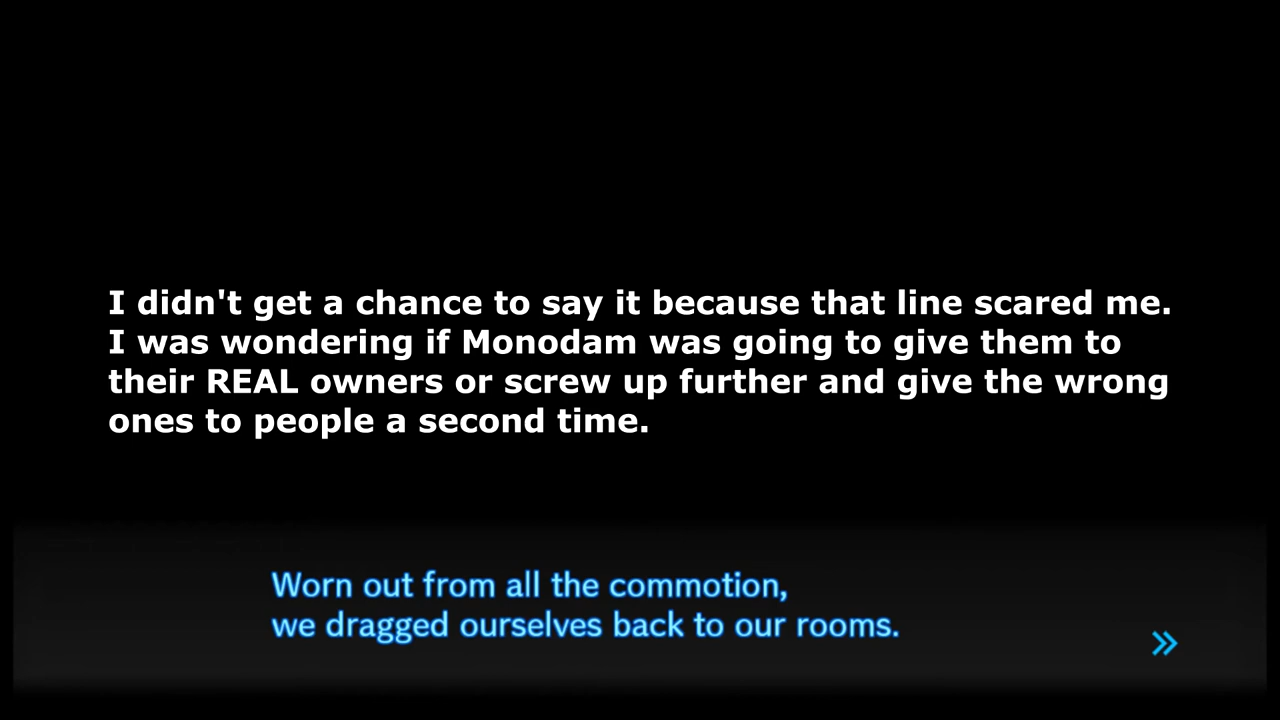 I didn't get a chance to say it because that line scared me.
I was wondering if Monodam was going to give them to
their REAL owners or screw up further and give the wrong
ones to people a second time.
Worn out from all the commotion,
we dragged ourselves back to our rooms.